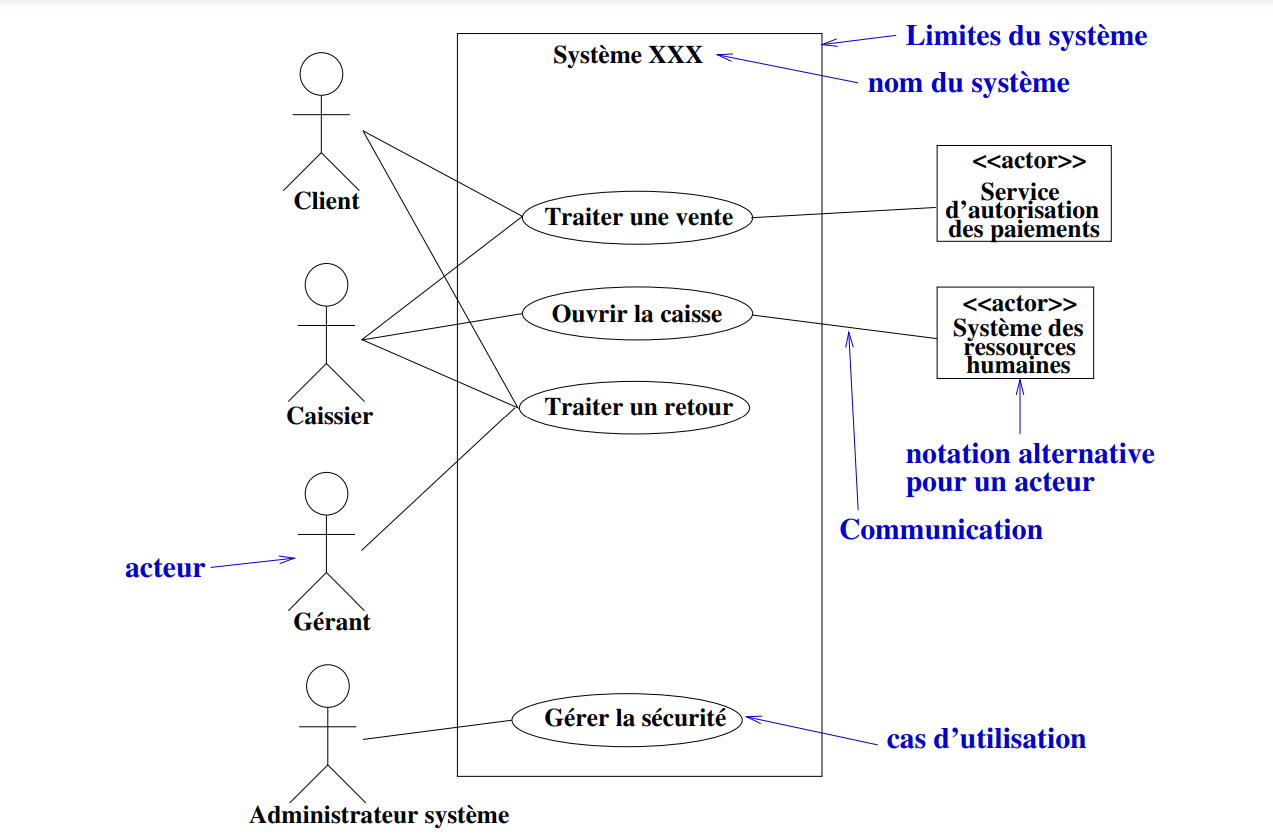 Limites du système
Système XXX
nom du système
<<actor>>
Service
d'autorisation
des paiements
Client
Traiter une vente
<<actor>>
Système des
ressources
humaines
Ouvrir la caisse
Caissier
Traiter un retour
notation alternative
pour un acteur
Communication
acteur
Gérant
Gérer la sécurité
cas d'utilisation
Administrateur système